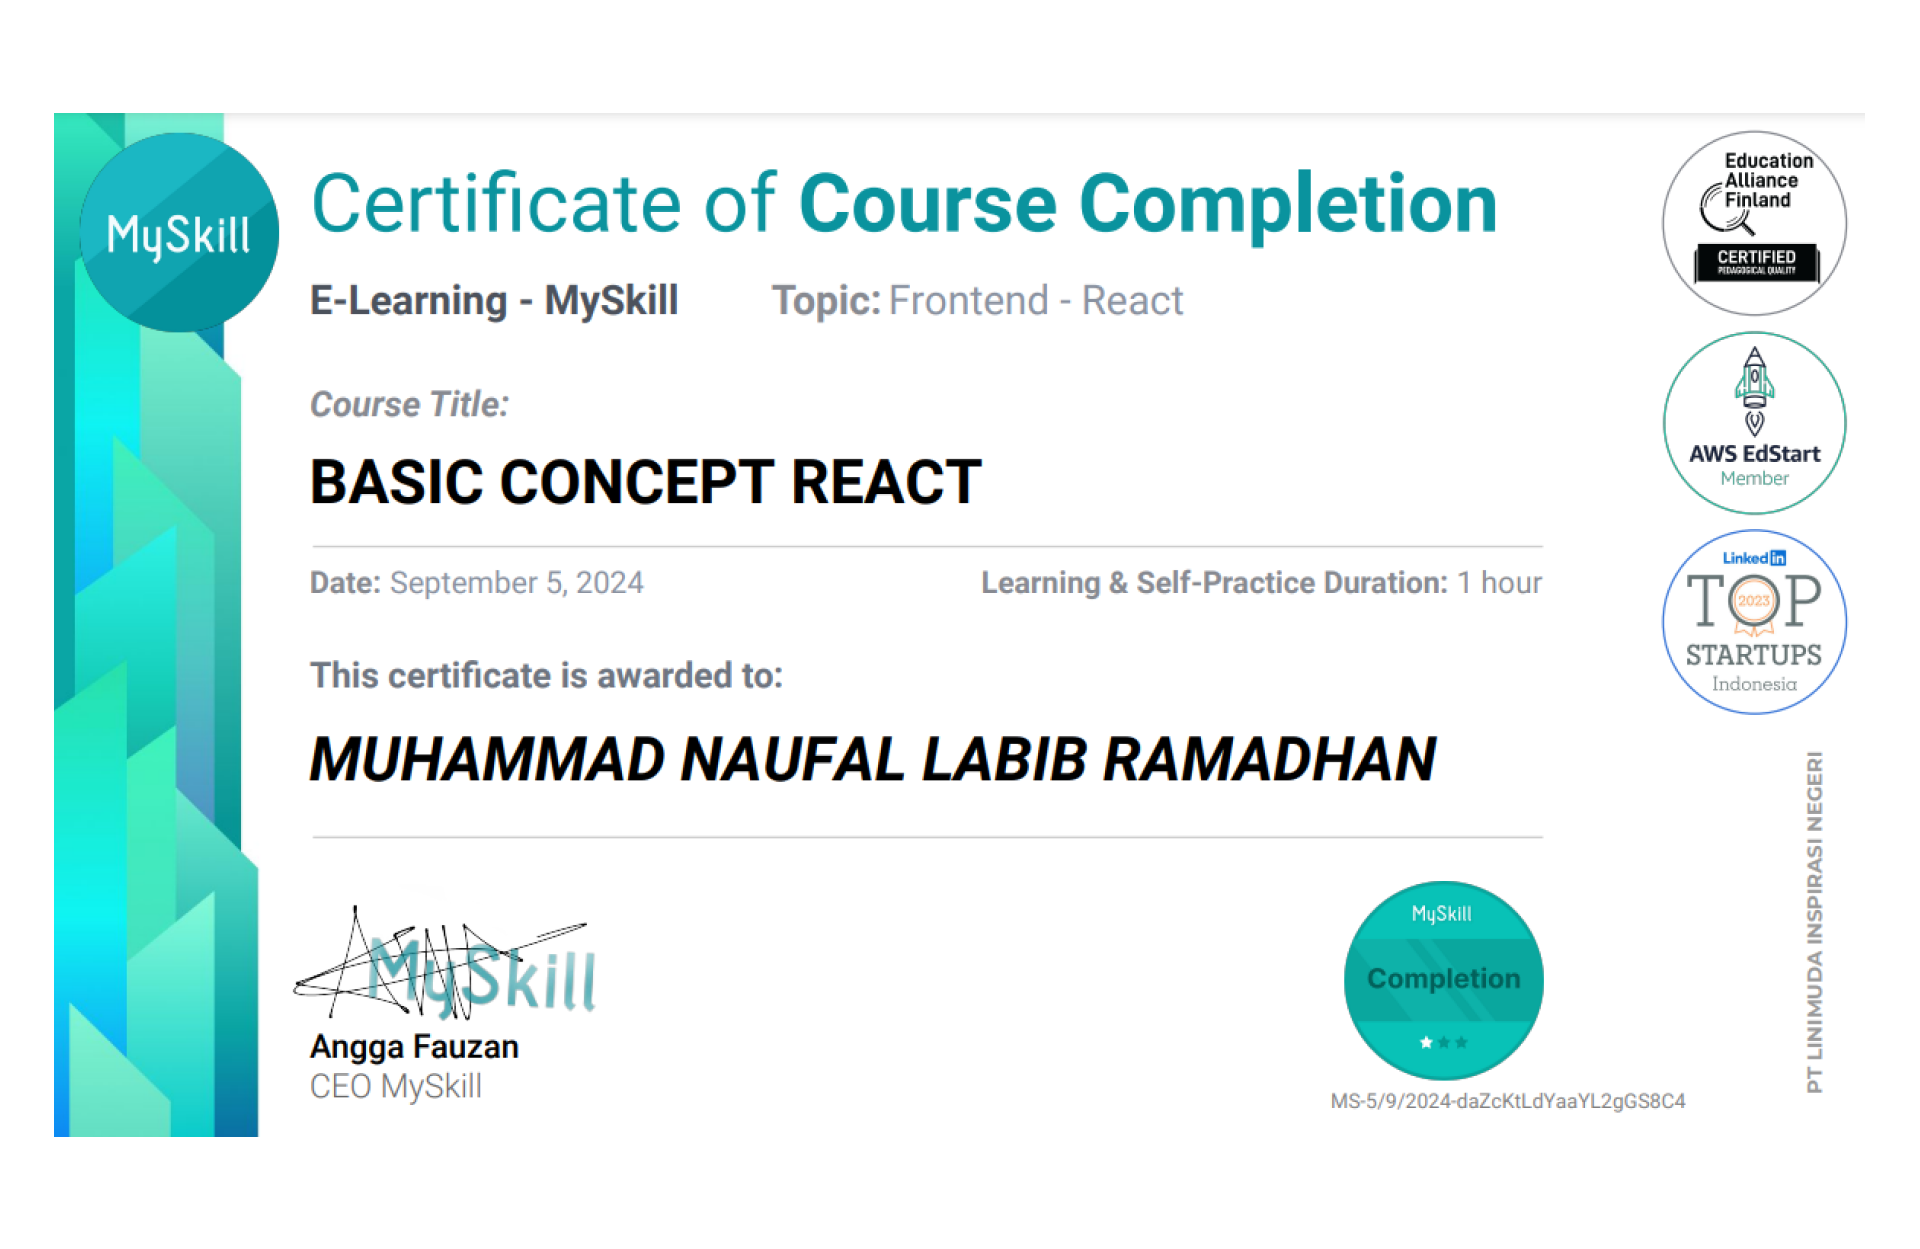 MySkill
Certificate of Course Completion
E-Learning - MySkill
Topic: Frontend - React
Course Title:
BASIC CONCEPT REACT
Date: September 5, 2024
Learning & Self-Practice Duration: 1 hour
This certificate is awarded to:
MUHAMMAD NAUFAL LABIB RAMADHAN
MySkill
Angga Fauzan
CEO MySkill
MySkill
Completion
MS-5/9/2024-daZcKtLdYaaYL2gGS8C4
Education
Alliance
Finland
CERTIFIED
PEDAGOGICAL QUALITY
AWS EdStart
Member
Linked in
TOP
2023
STARTUPS
Indonesia
PT LINIMUDA INSPIRASI NEGERI